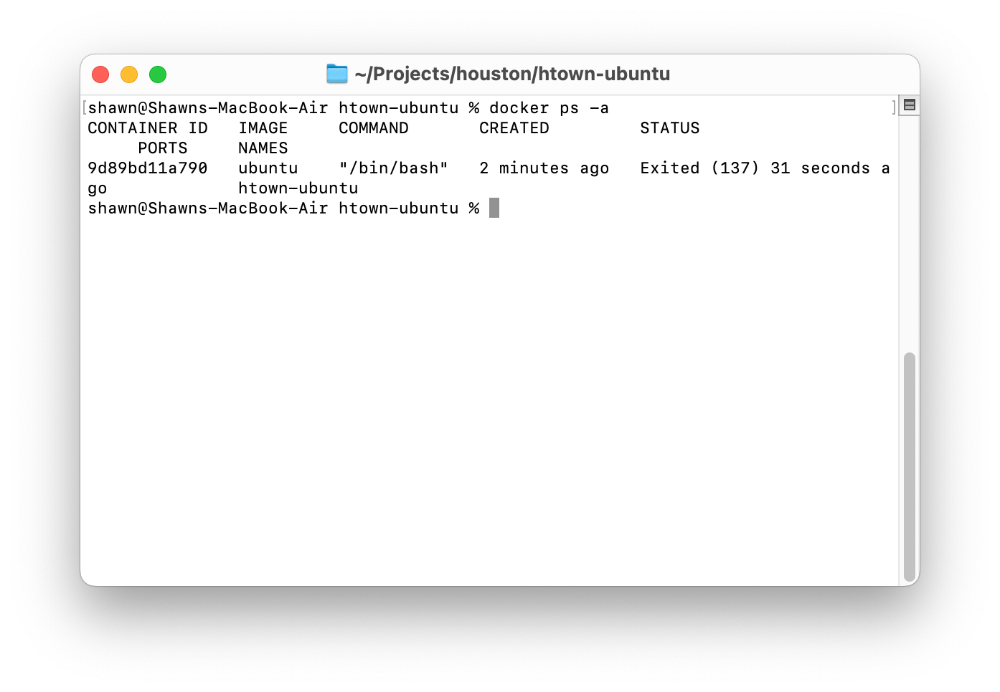 ~/Projects/houston/htown-ubuntu
[shawn@Shawns-MacBook-Air htown-ubuntu % docker ps -a ]
CONTAINER ID   IMAGE     COMMAND       CREATED         STATUS
     PORTS     NAMES
9d89bd11a790   ubuntu    "/bin/bash"   2 minutes ago   Exited (137) 31 seconds a
go             htown-ubuntu
shawn@Shawns-MacBook-Air htown-ubuntu %